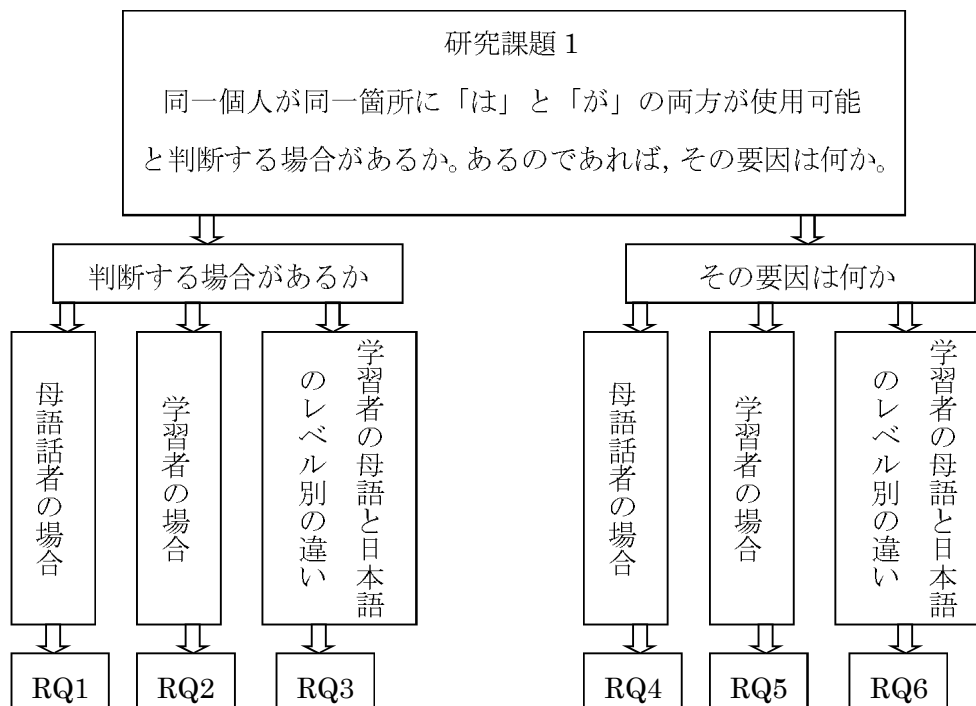 研究課題 1
同一個人が同一箇所に「は」と「が」の両方が使用可能
と判断する場合があるか。あるのであれば, その要因は何か。
判断する場合があるか
その要因は何か
母語話者の場合
学習者の場合
学習者の母語と日本語
のレベル別の違い
母語話者の場合
学習者の場合
学習者の母語と日本語
のレベル別の違い
RQ1
RQ2
RQ3
RQ4
RQ5
RQ6